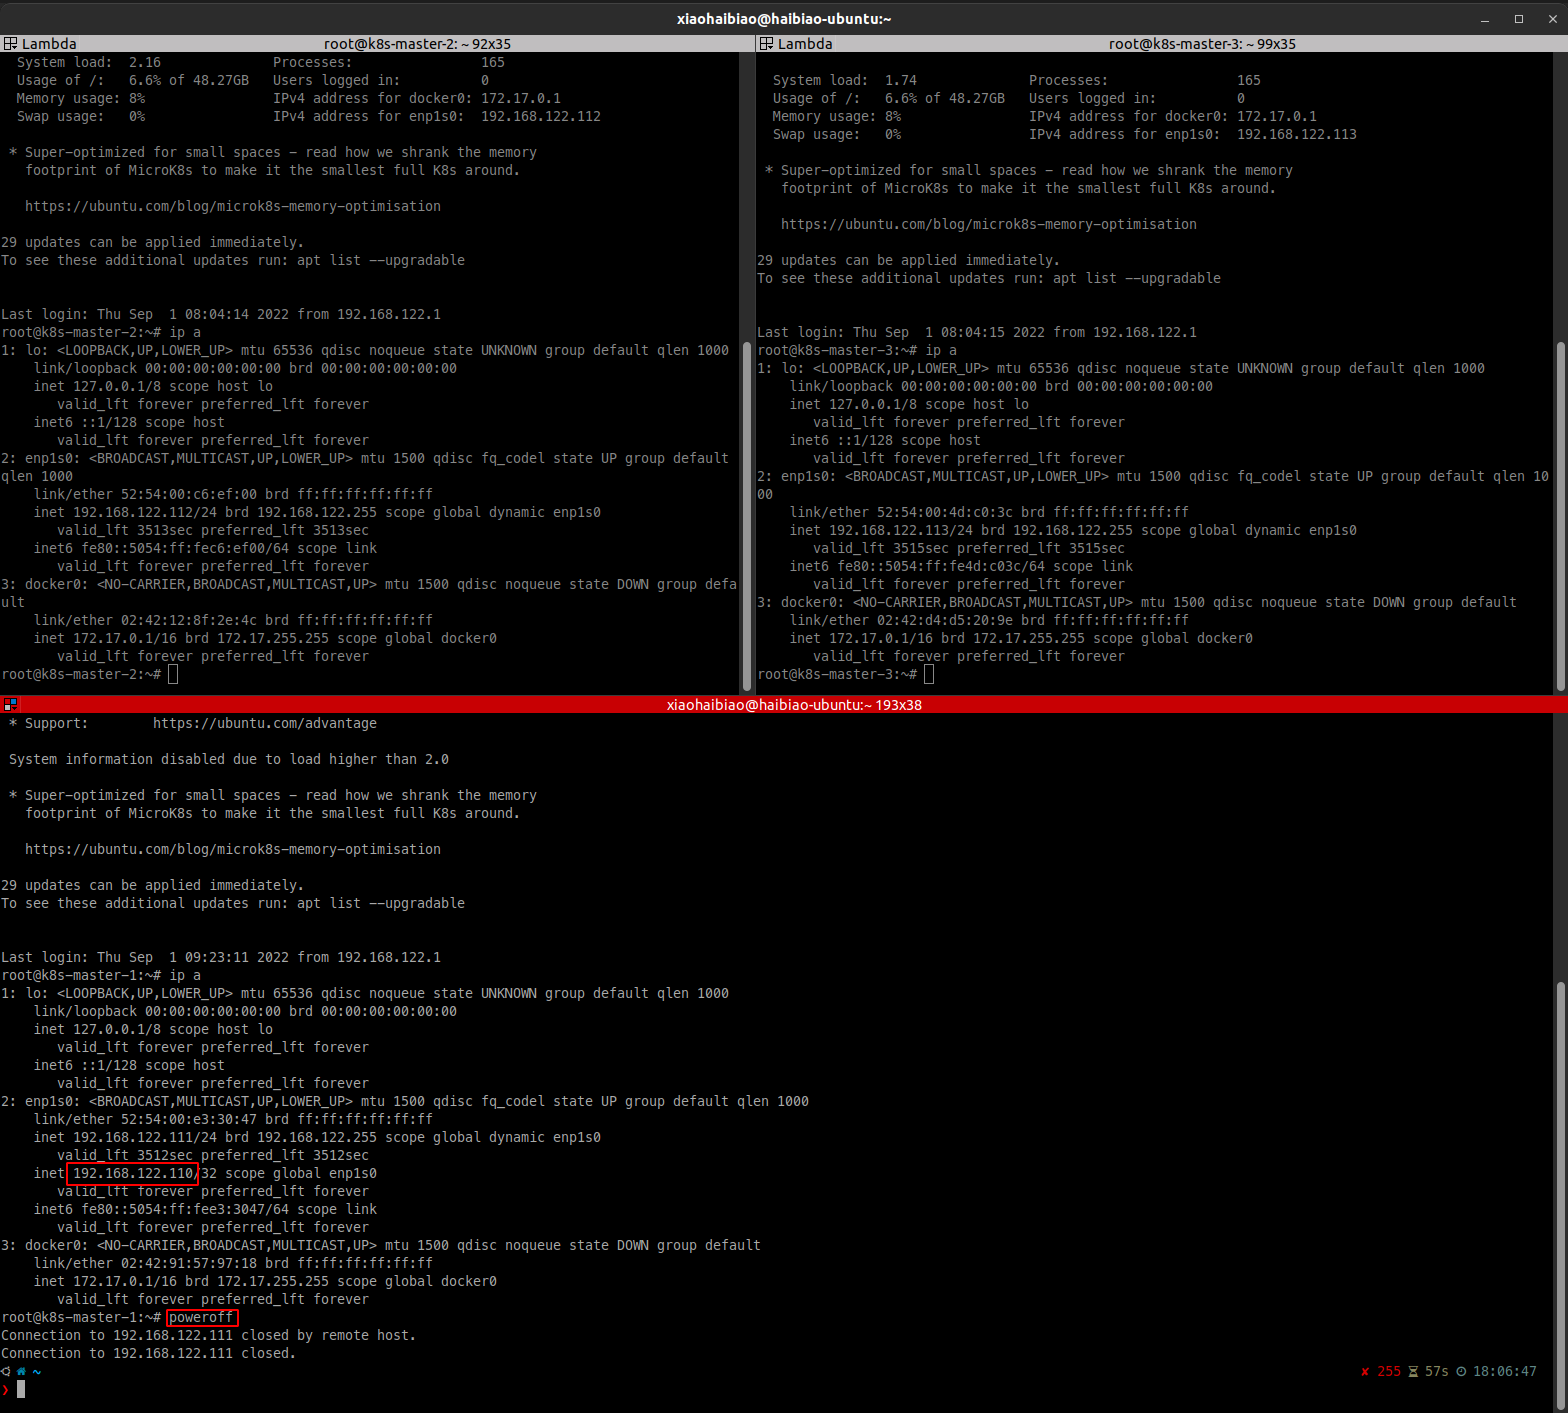 xiaohaibiao@haibiao-ubuntu:~
Lambda root@k8s-master-2: ~ 92x35
System load: 2.16 Processes: 165
Usage of /: 6.6% of 48.27GB Users logged in: 0
Memory usage: 8% IPv4 address for docker0: 172.17.0.1
Swap usage: 0% IPv4 address for enp1s0: 192.168.122.112
* Super-optimized for small spaces - read how we shrank the memory
footprint of MicroK8s to make it the smallest full K8s around.
https://ubuntu.com/blog/microk8s-memory-optimisation
29 updates can be applied immediately.
To see these additional updates run: apt list --upgradable
Last login: Thu Sep  1 08:04:14 2022 from 192.168.122.1
root@k8s-master-2:~# ip a
1: lo: <LOOPBACK,UP,LOWER_UP> mtu 65536 qdisc noqueue state UNKNOWN group default qlen 1000
link/loopback 00:00:00:00:00:00 brd 00:00:00:00:00:00
inet 127.0.0.1/8 scope host lo
valid_lft forever preferred_lft forever
inet6 ::1/128 scope host
valid_lft forever preferred_lft forever
2: enp1s0: <BROADCAST,MULTICAST,UP,LOWER_UP> mtu 1500 qdisc fq_codel state UP group default
qlen 1000
link/ether 52:54:00:c6:ef:00 brd ff:ff:ff:ff:ff:ff
inet 192.168.122.112/24 brd 192.168.122.255 scope global dynamic enp1s0
valid_lft 3513sec preferred_lft 3513sec
inet6 fe80::5054:ff:fec6:ef00/64 scope link
valid_lft forever preferred_lft forever
3: docker0: <NO-CARRIER,BROADCAST,MULTICAST,UP> mtu 1500 qdisc noqueue state DOWN group defa
ult
link/ether 02:42:12:8f:2e:4c brd ff:ff:ff:ff:ff:ff
inet 172.17.0.1/16 brd 172.17.255.255 scope global docker0
valid_lft forever preferred_lft forever
root@k8s-master-2:~#
Lambda root@k8s-master-3: ~ 99x35
System load: 1.74 Processes: 165
Usage of /: 6.6% of 48.27GB Users logged in: 0
Memory usage: 8% IPv4 address for docker0: 172.17.0.1
Swap usage: 0% IPv4 address for enp1s0: 192.168.122.113
* Super-optimized for small spaces - read how we shrank the memory
footprint of MicroK8s to make it the smallest full K8s around.
https://ubuntu.com/blog/microk8s-memory-optimisation
29 updates can be applied immediately.
To see these additional updates run: apt list --upgradable
Last login: Thu Sep  1 08:04:15 2022 from 192.168.122.1
root@k8s-master-3:~# ip a
1: lo: <LOOPBACK,UP,LOWER_UP> mtu 65536 qdisc noqueue state UNKNOWN group default qlen 1000
link/loopback 00:00:00:00:00:00 brd 00:00:00:00:00:00
inet 127.0.0.1/8 scope host lo
valid_lft forever preferred_lft forever
inet6 ::1/128 scope host
valid_lft forever preferred_lft forever
2: enp1s0: <BROADCAST,MULTICAST,UP,LOWER_UP> mtu 1500 qdisc fq_codel state UP group default qlen 10
00
link/ether 52:54:00:4d:c0:3c brd ff:ff:ff:ff:ff:ff
inet 192.168.122.113/24 brd 192.168.122.255 scope global dynamic enp1s0
valid_lft 3515sec preferred_lft 3515sec
inet6 fe80::5054:ff:fe4d:c03c/64 scope link
valid_lft forever preferred_lft forever
3: docker0: <NO-CARRIER,BROADCAST,MULTICAST,UP> mtu 1500 qdisc noqueue state DOWN group default
link/ether 02:42:d4:d5:20:9e brd ff:ff:ff:ff:ff:ff
inet 172.17.0.1/16 brd 172.17.255.255 scope global docker0
valid_lft forever preferred_lft forever
root@k8s-master-3:~#
xiaohaibiao@haibiao-ubuntu:~ 193x38
* Support: https://ubuntu.com/advantage
System information disabled due to load higher than 2.0
* Super-optimized for small spaces - read how we shrank the memory
footprint of MicroK8s to make it the smallest full K8s around.
https://ubuntu.com/blog/microk8s-memory-optimisation
29 updates can be applied immediately.
To see these additional updates run: apt list --upgradable
Last login: Thu Sep  1 09:23:11 2022 from 192.168.122.1
root@k8s-master-1:~# ip a
1: lo: <LOOPBACK,UP,LOWER_UP> mtu 65536 qdisc noqueue state UNKNOWN group default qlen 1000
link/loopback 00:00:00:00:00:00 brd 00:00:00:00:00:00
inet 127.0.0.1/8 scope host lo
valid_lft forever preferred_lft forever
inet6 ::1/128 scope host
valid_lft forever preferred_lft forever
2: enp1s0: <BROADCAST,MULTICAST,UP,LOWER_UP> mtu 1500 qdisc fq_codel state UP group default qlen 1000
link/ether 52:54:00:e3:30:47 brd ff:ff:ff:ff:ff:ff
inet 192.168.122.111/24 brd 192.168.122.255 scope global dynamic enp1s0
valid_lft 3512sec preferred_lft 3512sec
inet 192.168.122.110/32 scope global enp1s0
valid_lft forever preferred_lft forever
inet6 fe80::5054:ff:fee3:3047/64 scope link
valid_lft forever preferred_lft forever
3: docker0: <NO-CARRIER,BROADCAST,MULTICAST,UP> mtu 1500 qdisc noqueue state DOWN group default
link/ether 02:42:91:57:97:18 brd ff:ff:ff:ff:ff:ff
inet 172.17.0.1/16 brd 172.17.255.255 scope global docker0
valid_lft forever preferred_lft forever
root@k8s-master-1:~# poweroff
Connection to 192.168.122.111 closed by remote host.
Connection to 192.168.122.111 closed.
~ ✘ 255 57s 18:06:47
❯